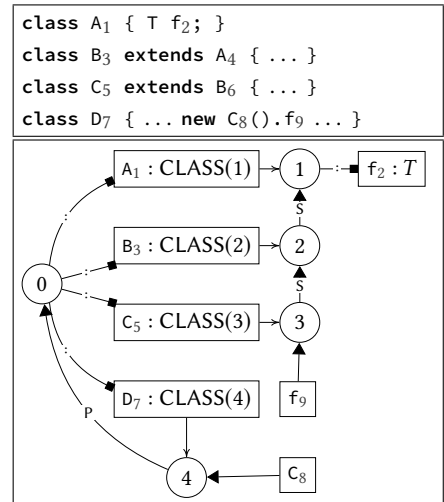 class A₁ { T f₂; }
class B₃ extends A₄ { ... }
class C₅ extends B₆ { ... }
class D₇ { ... new C₈().f₉ ... }
A₁ : CLASS(1) 1 : f₂ : T
:
S
B₃ : CLASS(2) 2
:
0 : S
C₅ : CLASS(3) 3
:
D₇ : CLASS(4) f₉
P
4 C₈